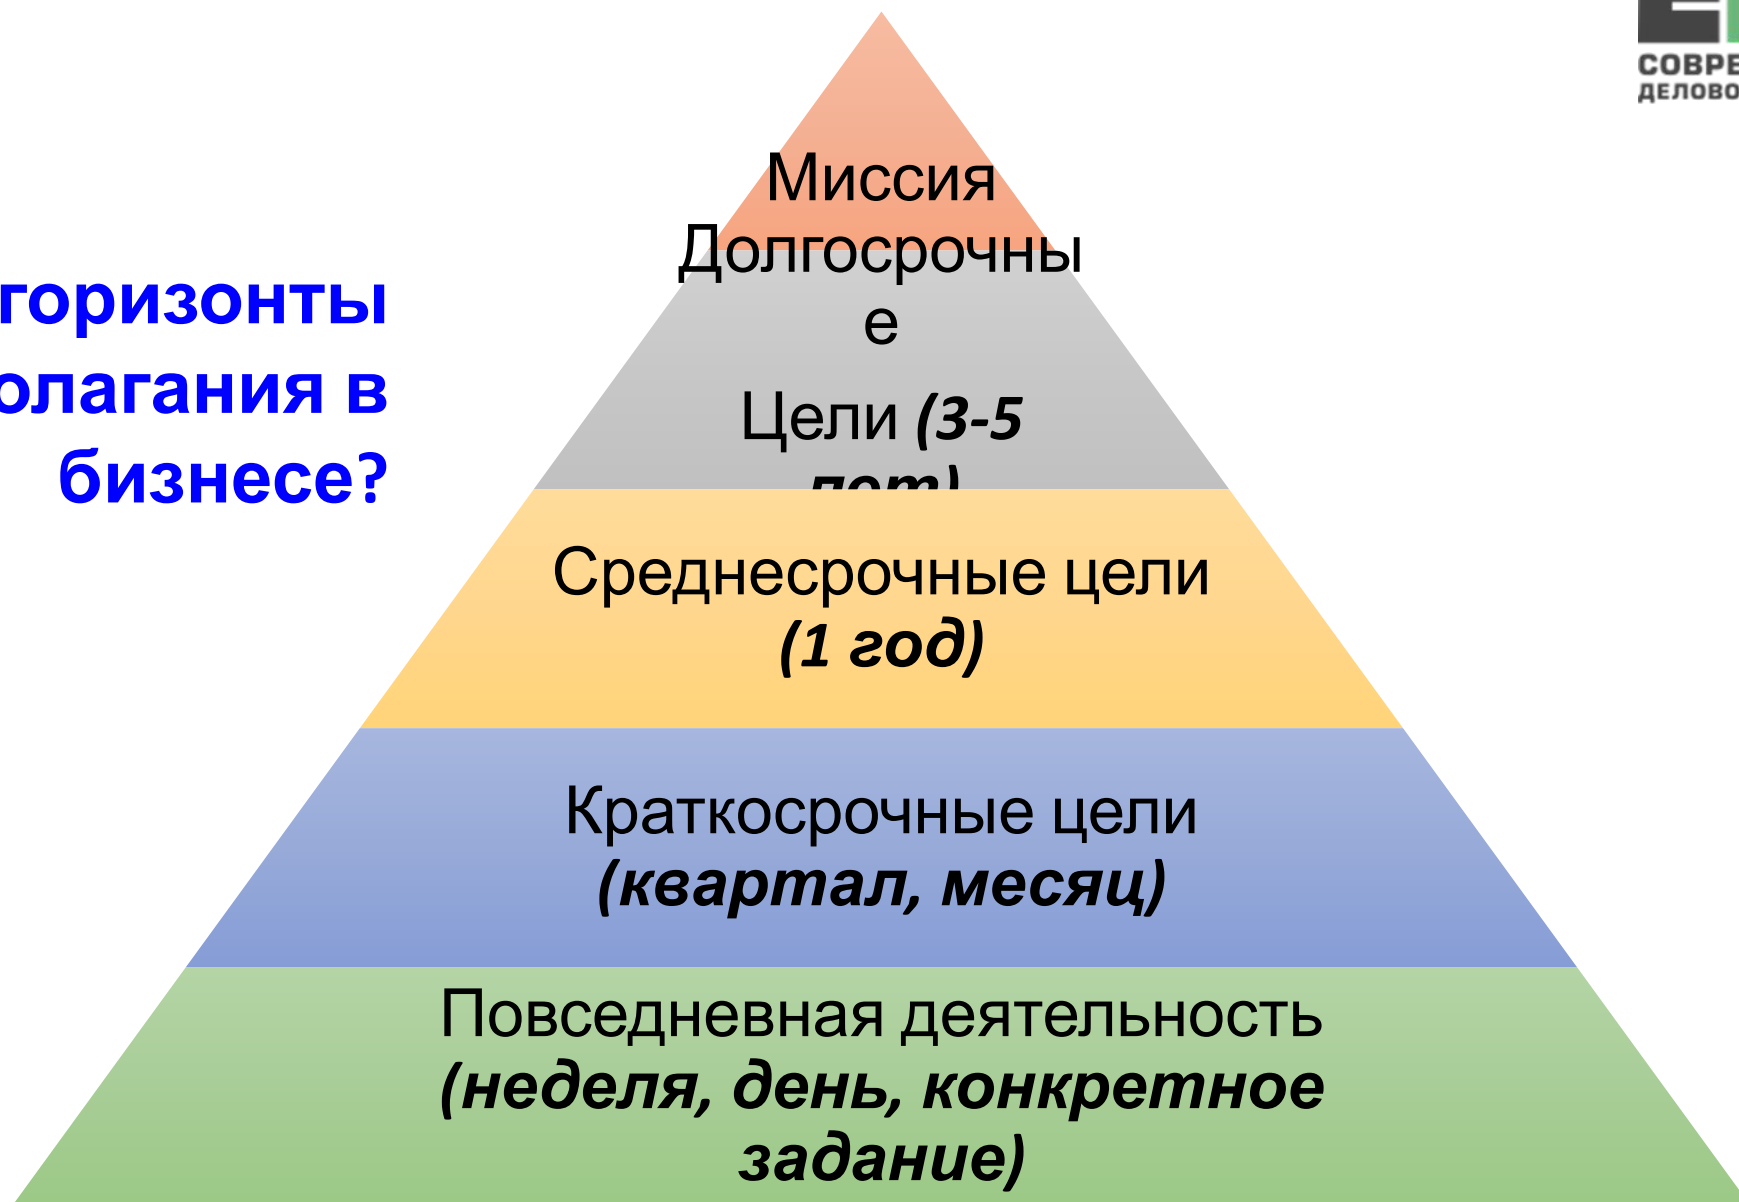 СОВРЕ
ДЕЛОВО
горизонты
олагания в
бизнесе?
Миссия
Долгосрочны
е
Цели (3-5
лет)
Среднесрочные цели
(1 год)
Краткосрочные цели
(квартал, месяц)
Повседневная деятельность
(неделя, день, конкретное
задание)